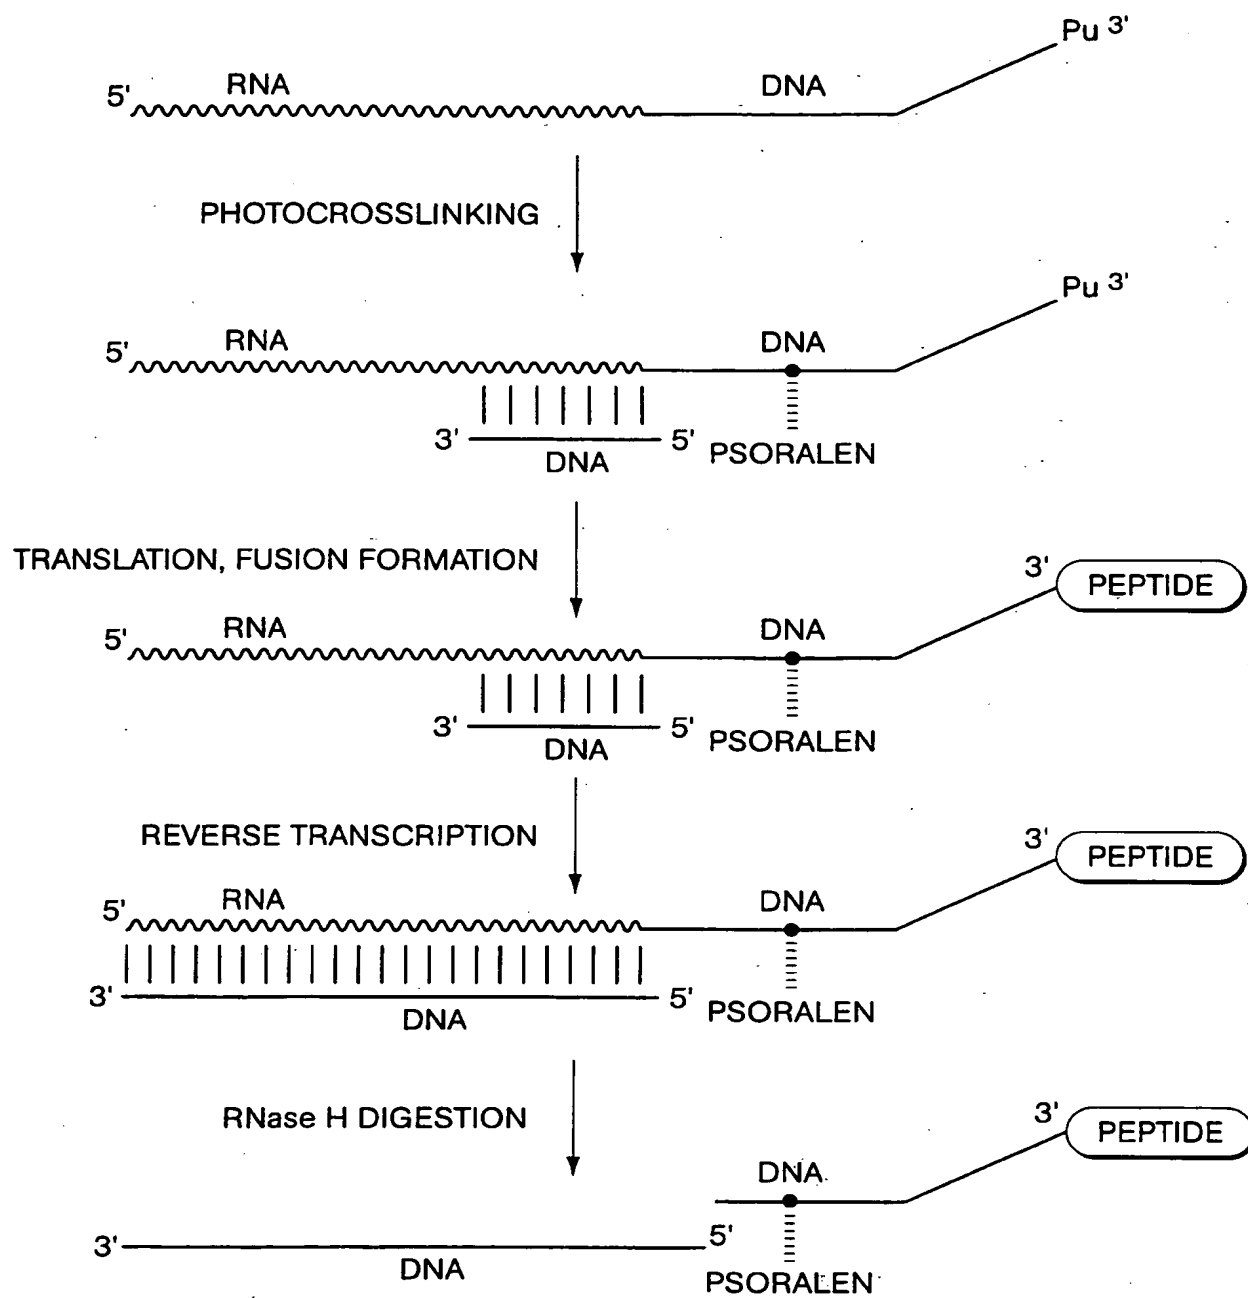 Pu 3'
5' RNA DNA
PHOTOCROSSLINKING
Pu 3'
5' RNA DNA
3' 5' PSORALEN
DNA
TRANSLATION, FUSION FORMATION
3' PEPTIDE
5' RNA DNA
3' 5' PSORALEN
DNA
REVERSE TRANSCRIPTION
3' PEPTIDE
5' RNA DNA
3' 5' PSORALEN
DNA
RNase H DIGESTION
3' PEPTIDE
DNA
3' 5'
DNA PSORALEN